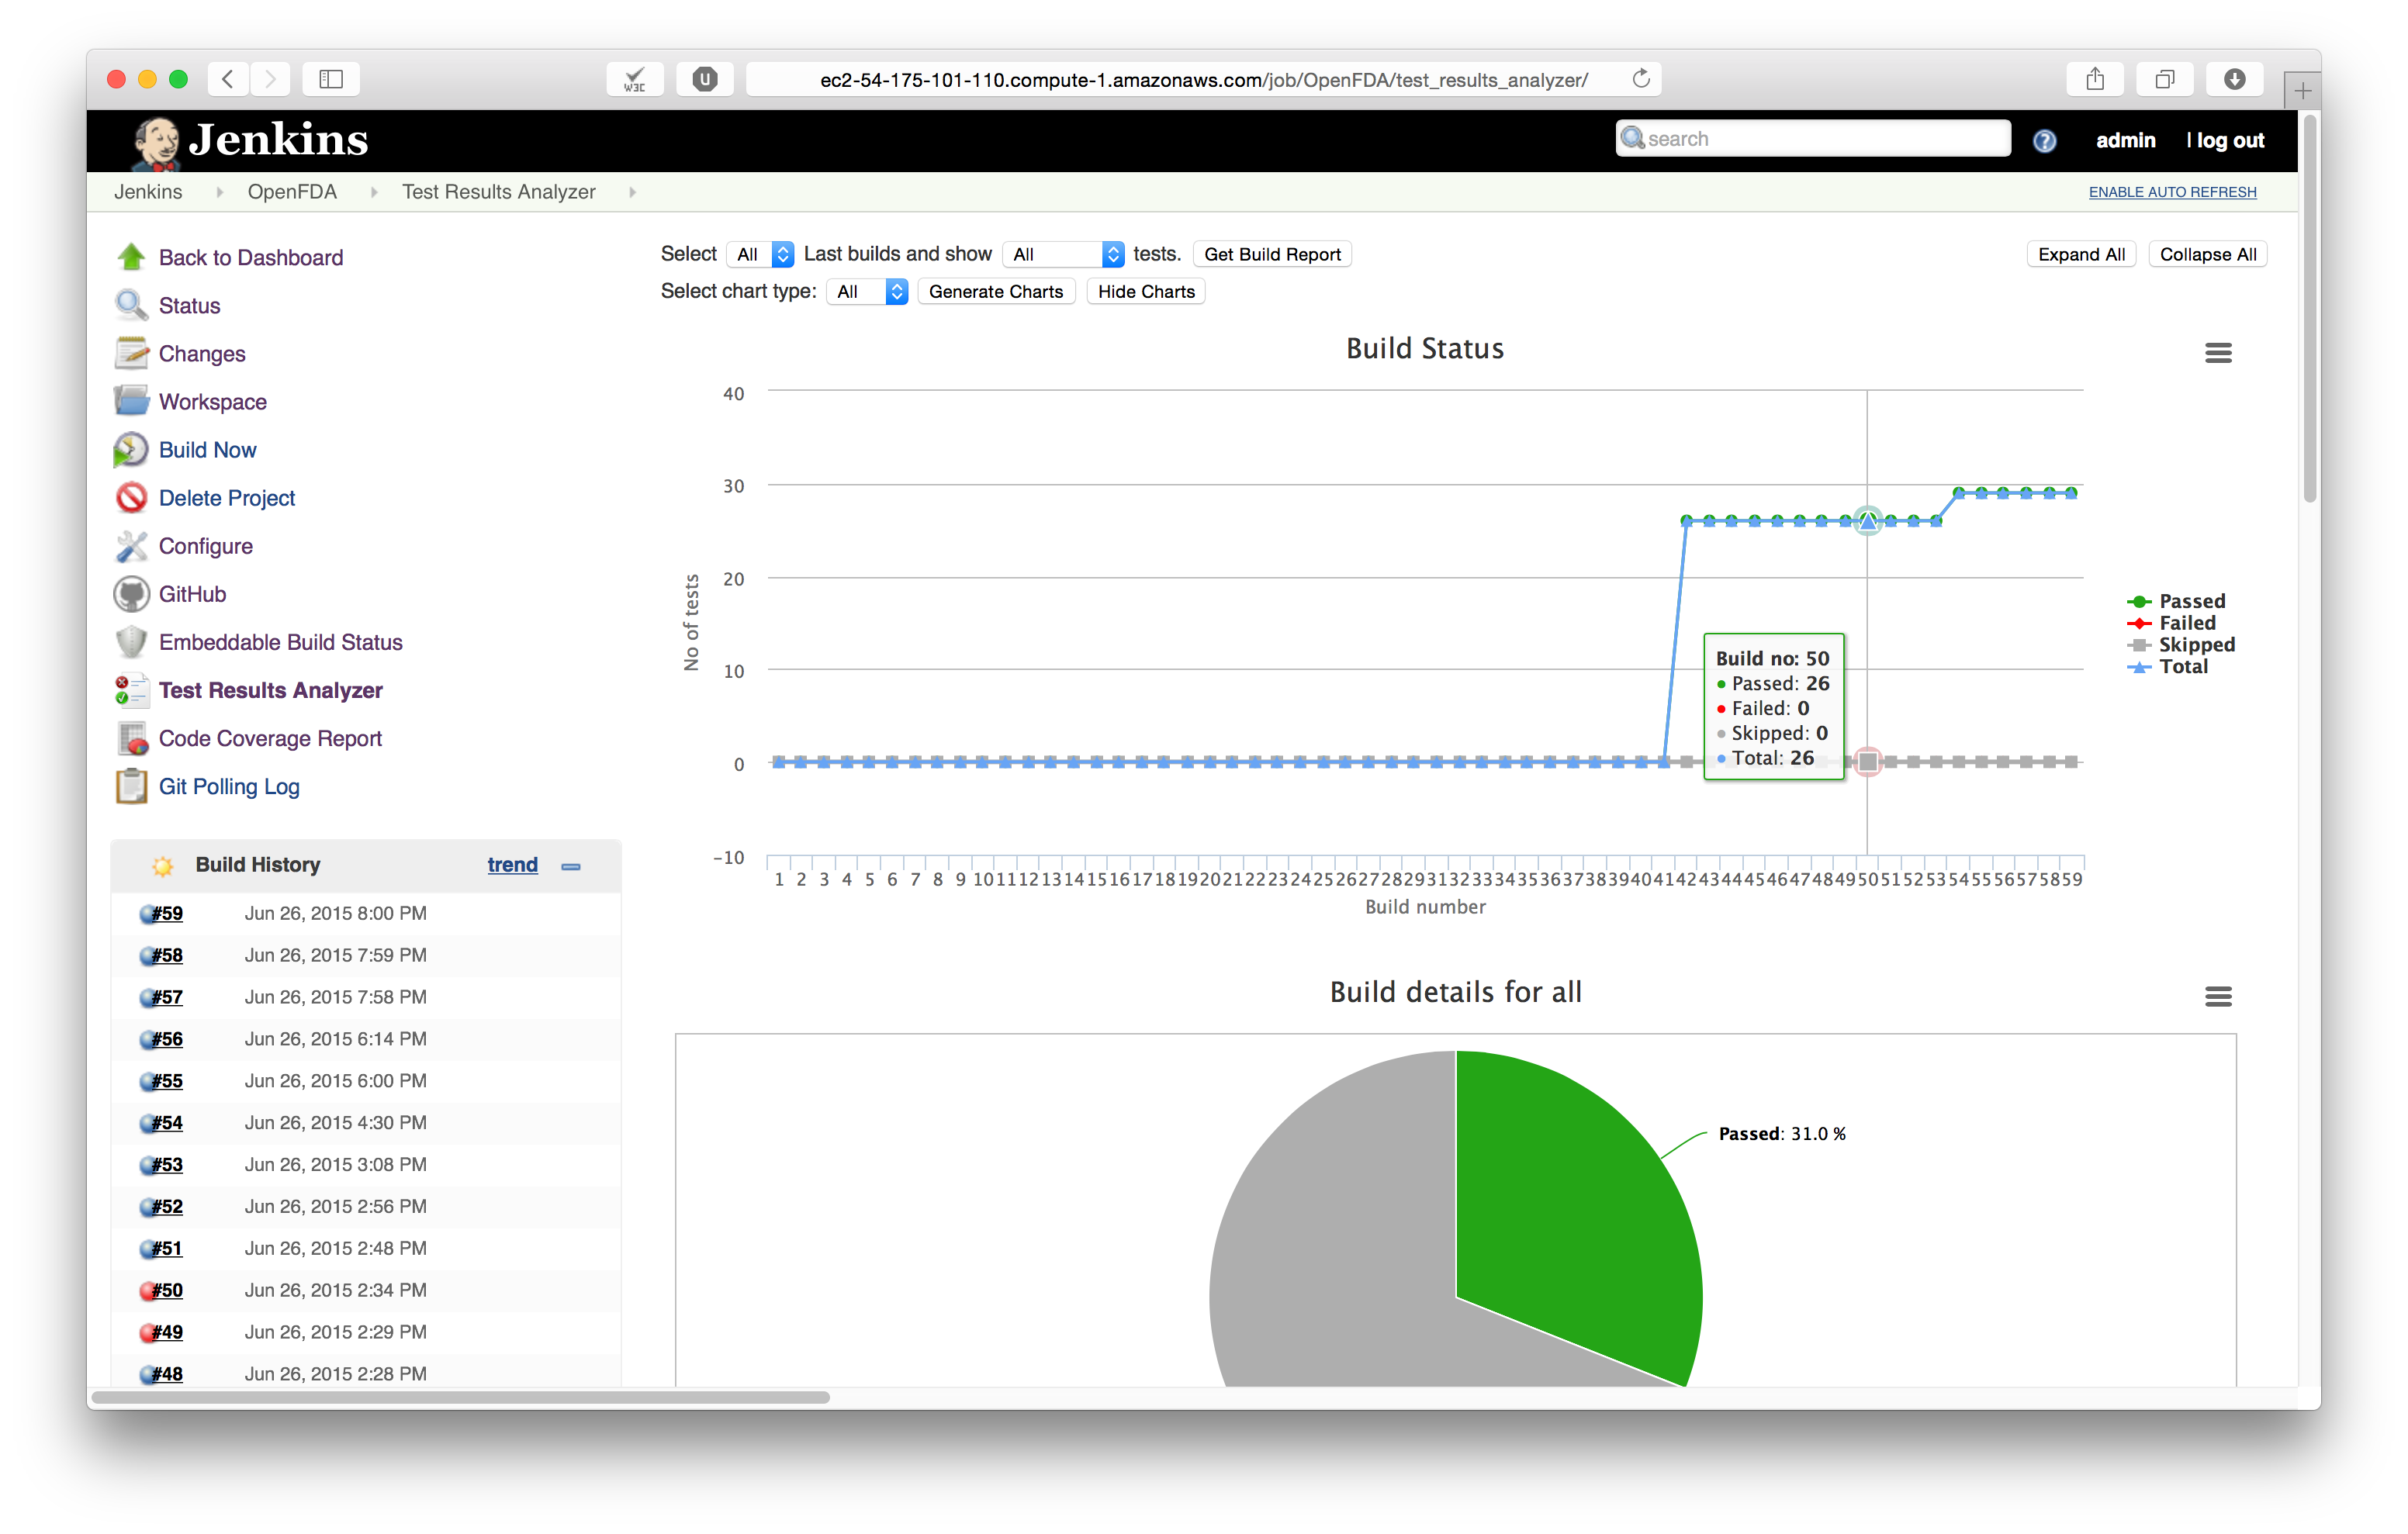 W3C
U
ec2-54-175-101-110.compute-1.amazonaws.com/job/OpenFDA/test_results_analyzer/
Jenkins
search
?
admin
| log out
Jenkins
OpenFDA
Test Results Analyzer
ENABLE AUTO REFRESH
Back to Dashboard
Status
Changes
Workspace
Build Now
Delete Project
Configure
GitHub
Embeddable Build Status
Test Results Analyzer
Code Coverage Report
Git Polling Log
Build History trend
#59 Jun 26, 2015 8:00 PM
#58 Jun 26, 2015 7:59 PM
#57 Jun 26, 2015 7:58 PM
#56 Jun 26, 2015 6:14 PM
#55 Jun 26, 2015 6:00 PM
#54 Jun 26, 2015 4:30 PM
#53 Jun 26, 2015 3:08 PM
#52 Jun 26, 2015 2:56 PM
#51 Jun 26, 2015 2:48 PM
#50 Jun 26, 2015 2:34 PM
#49 Jun 26, 2015 2:29 PM
#48 Jun 26, 2015 2:28 PM
Select All Last builds and show All tests. Get Build Report
Expand All Collapse All
Select chart type: All Generate Charts Hide Charts
Build Status
No of tests
40
30
20
10
0
-10
1 2 3 4 5 6 7 8 9 10 11 12 13 14 15 16 17 18 19 20 21 22 23 24 25 26 27 28 29 31 32 33 34 35 36 37 38 39 40 41 42 43 44 45 46 47 48 49 50 51 52 53 54 55 56 57 58 59
Build number
Build no: 50
Passed: 26
Failed: 0
Skipped: 0
Total: 26
Passed
Failed
Skipped
Total
Build details for all
Passed: 31.0 %